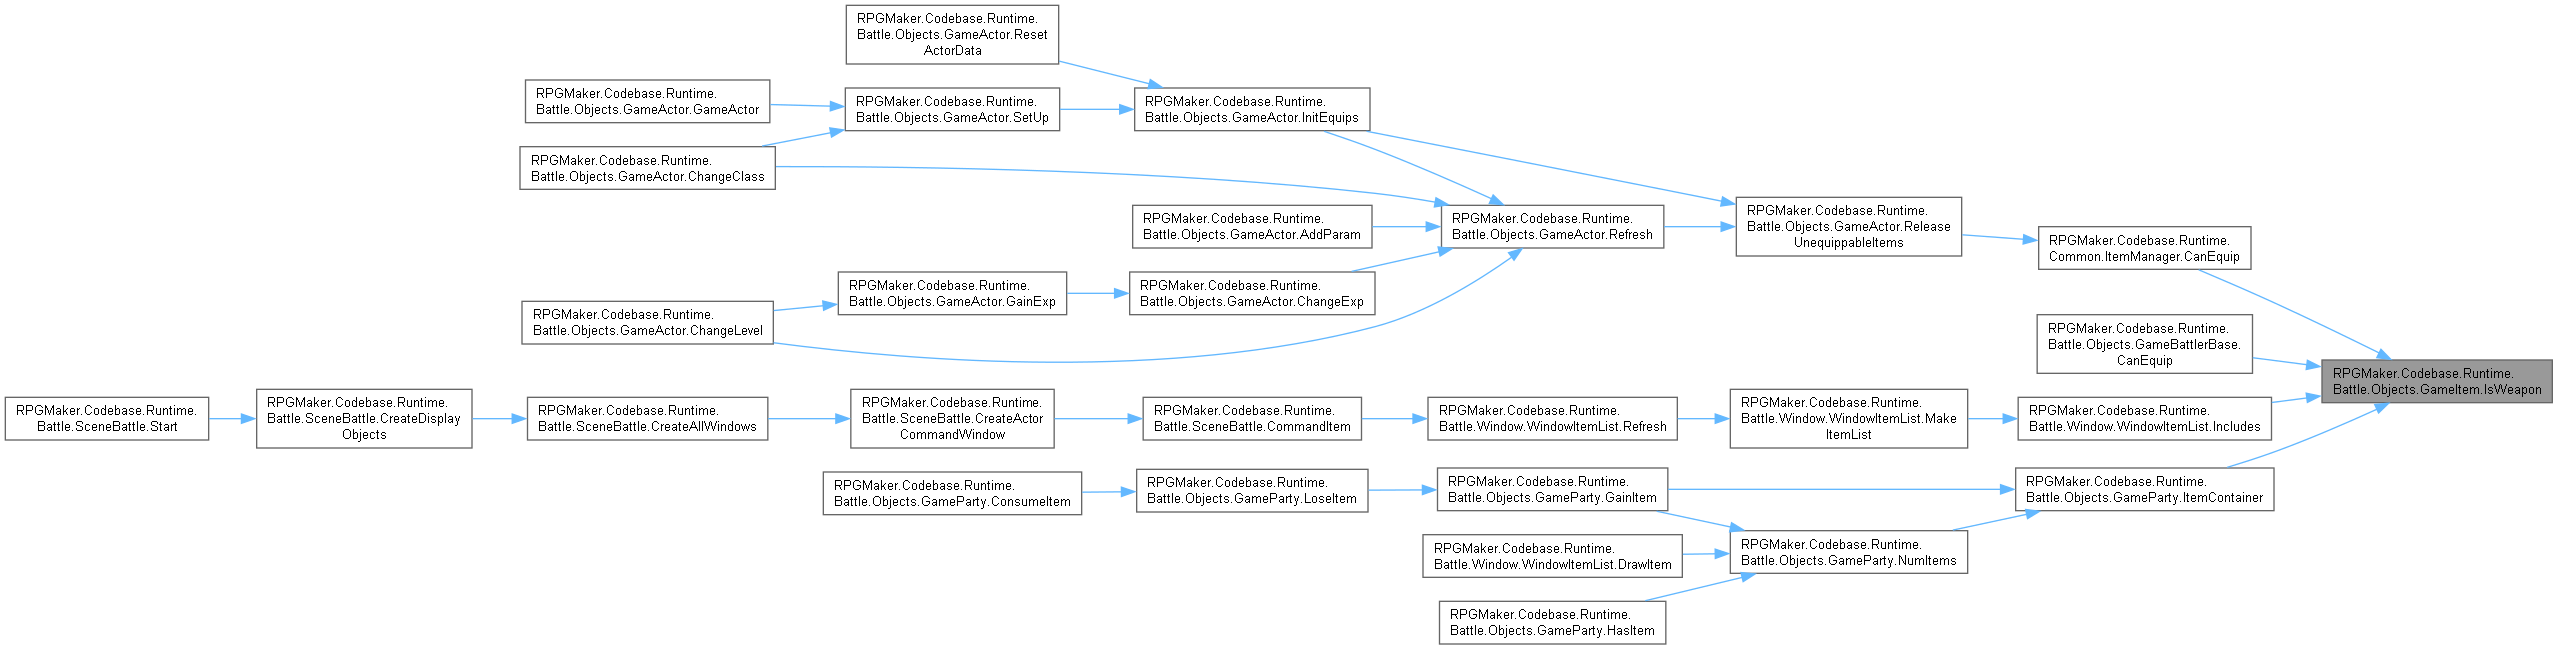 RPGMaker.Codebase.Runtime.
Battle.Objects.GameActor.Reset
ActorData
RPGMaker.Codebase.Runtime.
Battle.Objects.GameActor.GameActor
RPGMaker.Codebase.Runtime.
Battle.Objects.GameActor.SetUp
RPGMaker.Codebase.Runtime.
Battle.Objects.GameActor.InitEquips
RPGMaker.Codebase.Runtime.
Battle.Objects.GameActor.ChangeClass
RPGMaker.Codebase.Runtime.
Battle.Objects.GameActor.AddParam
RPGMaker.Codebase.Runtime.
Battle.Objects.GameActor.Refresh
RPGMaker.Codebase.Runtime.
Battle.Objects.GameActor.Release
UnequippableItems
RPGMaker.Codebase.Runtime.
Common.ItemManager.CanEquip
RPGMaker.Codebase.Runtime.
Battle.Objects.GameActor.GainExp
RPGMaker.Codebase.Runtime.
Battle.Objects.GameActor.ChangeExp
RPGMaker.Codebase.Runtime.
Battle.Objects.GameActor.ChangeLevel
RPGMaker.Codebase.Runtime.
Battle.Objects.GameBattlerBase.
CanEquip
RPGMaker.Codebase.Runtime.
Battle.Objects.GameItem.IsWeapon
RPGMaker.Codebase.Runtime.
Battle.SceneBattle.Start
RPGMaker.Codebase.Runtime.
Battle.SceneBattle.CreateDisplay
Objects
RPGMaker.Codebase.Runtime.
Battle.SceneBattle.CreateAllWindows
RPGMaker.Codebase.Runtime.
Battle.SceneBattle.CreateActor
CommandWindow
RPGMaker.Codebase.Runtime.
Battle.SceneBattle.CommandItem
RPGMaker.Codebase.Runtime.
Battle.Window.WindowItemList.Refresh
RPGMaker.Codebase.Runtime.
Battle.Window.WindowItemList.Make
ItemList
RPGMaker.Codebase.Runtime.
Battle.Window.WindowItemList.Includes
RPGMaker.Codebase.Runtime.
Battle.Objects.GameParty.ConsumeItem
RPGMaker.Codebase.Runtime.
Battle.Objects.GameParty.LoseItem
RPGMaker.Codebase.Runtime.
Battle.Objects.GameParty.GainItem
RPGMaker.Codebase.Runtime.
Battle.Objects.GameParty.ItemContainer
RPGMaker.Codebase.Runtime.
Battle.Window.WindowItemList.DrawItem
RPGMaker.Codebase.Runtime.
Battle.Objects.GameParty.NumItems
RPGMaker.Codebase.Runtime.
Battle.Objects.GameParty.HasItem